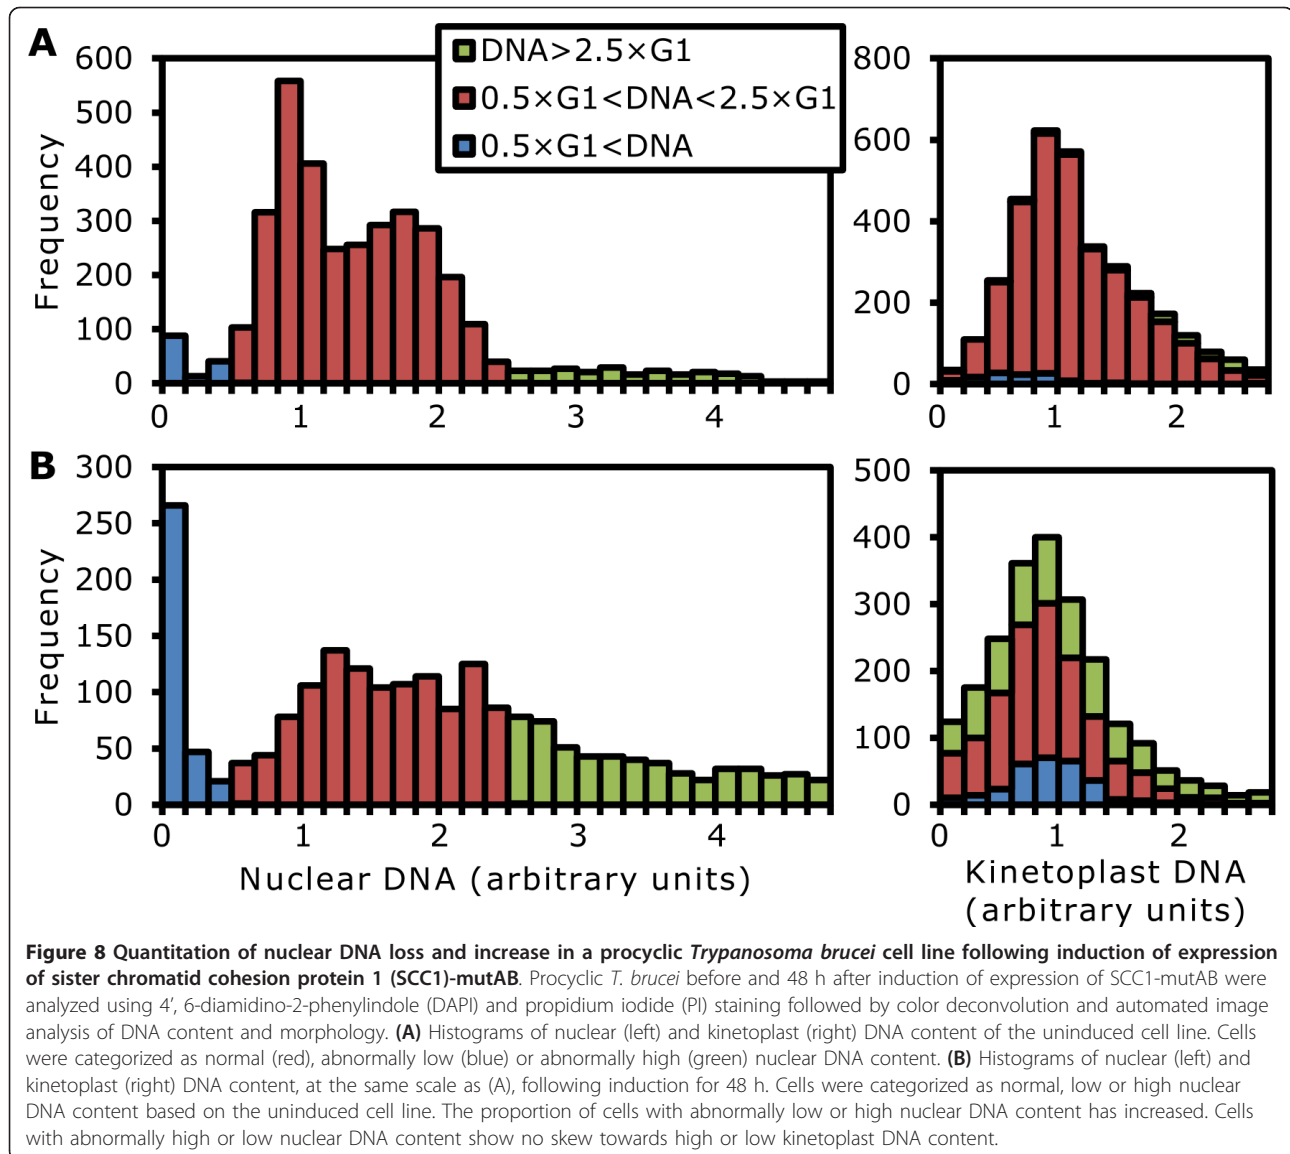 A
DNA>2.5×G1
0.5×G1<DNA<2.5×G1
0.5×G1<DNA
600
500
400
300
200
100
0
Frequency
0 1 2 3 4
800
600
400
200
0
0 1 2
B
300
250
200
150
100
50
0
Frequency
0 1 2 3 4
Nuclear DNA (arbitrary units)
500
400
300
200
100
0
0 1 2
Kinetoplast DNA
(arbitrary units)
Figure 8 Quantitation of nuclear DNA loss and increase in a procyclic Trypanosoma brucei cell line following induction of expression
of sister chromatid cohesion protein 1 (SCC1)-mutAB. Procyclic T. brucei before and 48 h after induction of expression of SCC1-mutAB were
analyzed using 4′, 6-diamidino-2-phenylindole (DAPI) and propidium iodide (PI) staining followed by color deconvolution and automated image
analysis of DNA content and morphology. (A) Histograms of nuclear (left) and kinetoplast (right) DNA content of the uninduced cell line. Cells
were categorized as normal (red), abnormally low (blue) or abnormally high (green) nuclear DNA content. (B) Histograms of nuclear (left) and
kinetoplast (right) DNA content, at the same scale as (A), following induction for 48 h. Cells were categorized as normal, low or high nuclear
DNA content based on the uninduced cell line. The proportion of cells with abnormally low or high nuclear DNA content has increased. Cells
with abnormally high or low nuclear DNA content show no skew towards high or low kinetoplast DNA content.